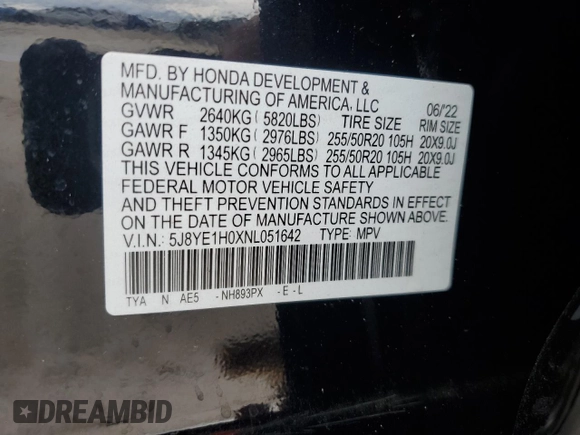 MFD. BY HONDA DEVELOPMENT &
MANUFACTURING OF AMERICA, LLC 06/'22
GVWR 2640KG (5820LBS) TIRE SIZE RIM SIZE
GAWR F 1350KG (2976LBS) 255/50R20 105H 20X9.0J
GAWR R 1345KG (2965LBS) 255/50R20 105H 20X9.0J
THIS VEHICLE CONFORMS TO ALL APPLICABLE
FEDERAL MOTOR VEHICLE SAFETY
AND THEFT PREVENTION STANDARDS IN EFFECT
ON THE DATE OF MANUFACTURE SHOWN ABOVE.
V.I.N.: 5J8YE1H0XNL051642 TYPE: MPV
TYA N AE5 -NH893PX -E-L
DREAMBID